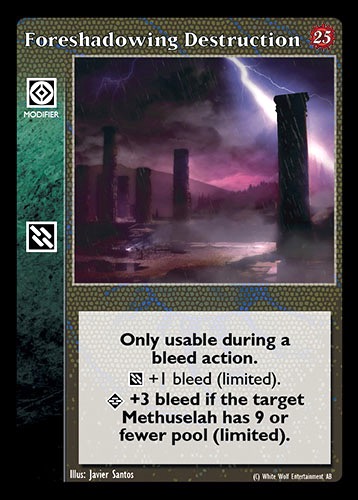 Foreshadowing Destruction 25
MODIFIER
Only usable during a
bleed action.
+1 bleed (limited).
+3 bleed if the target
Methuselah has 9 or
fewer pool (limited).
Illus: Javier Santos (C) White Wolf Entertainment AB